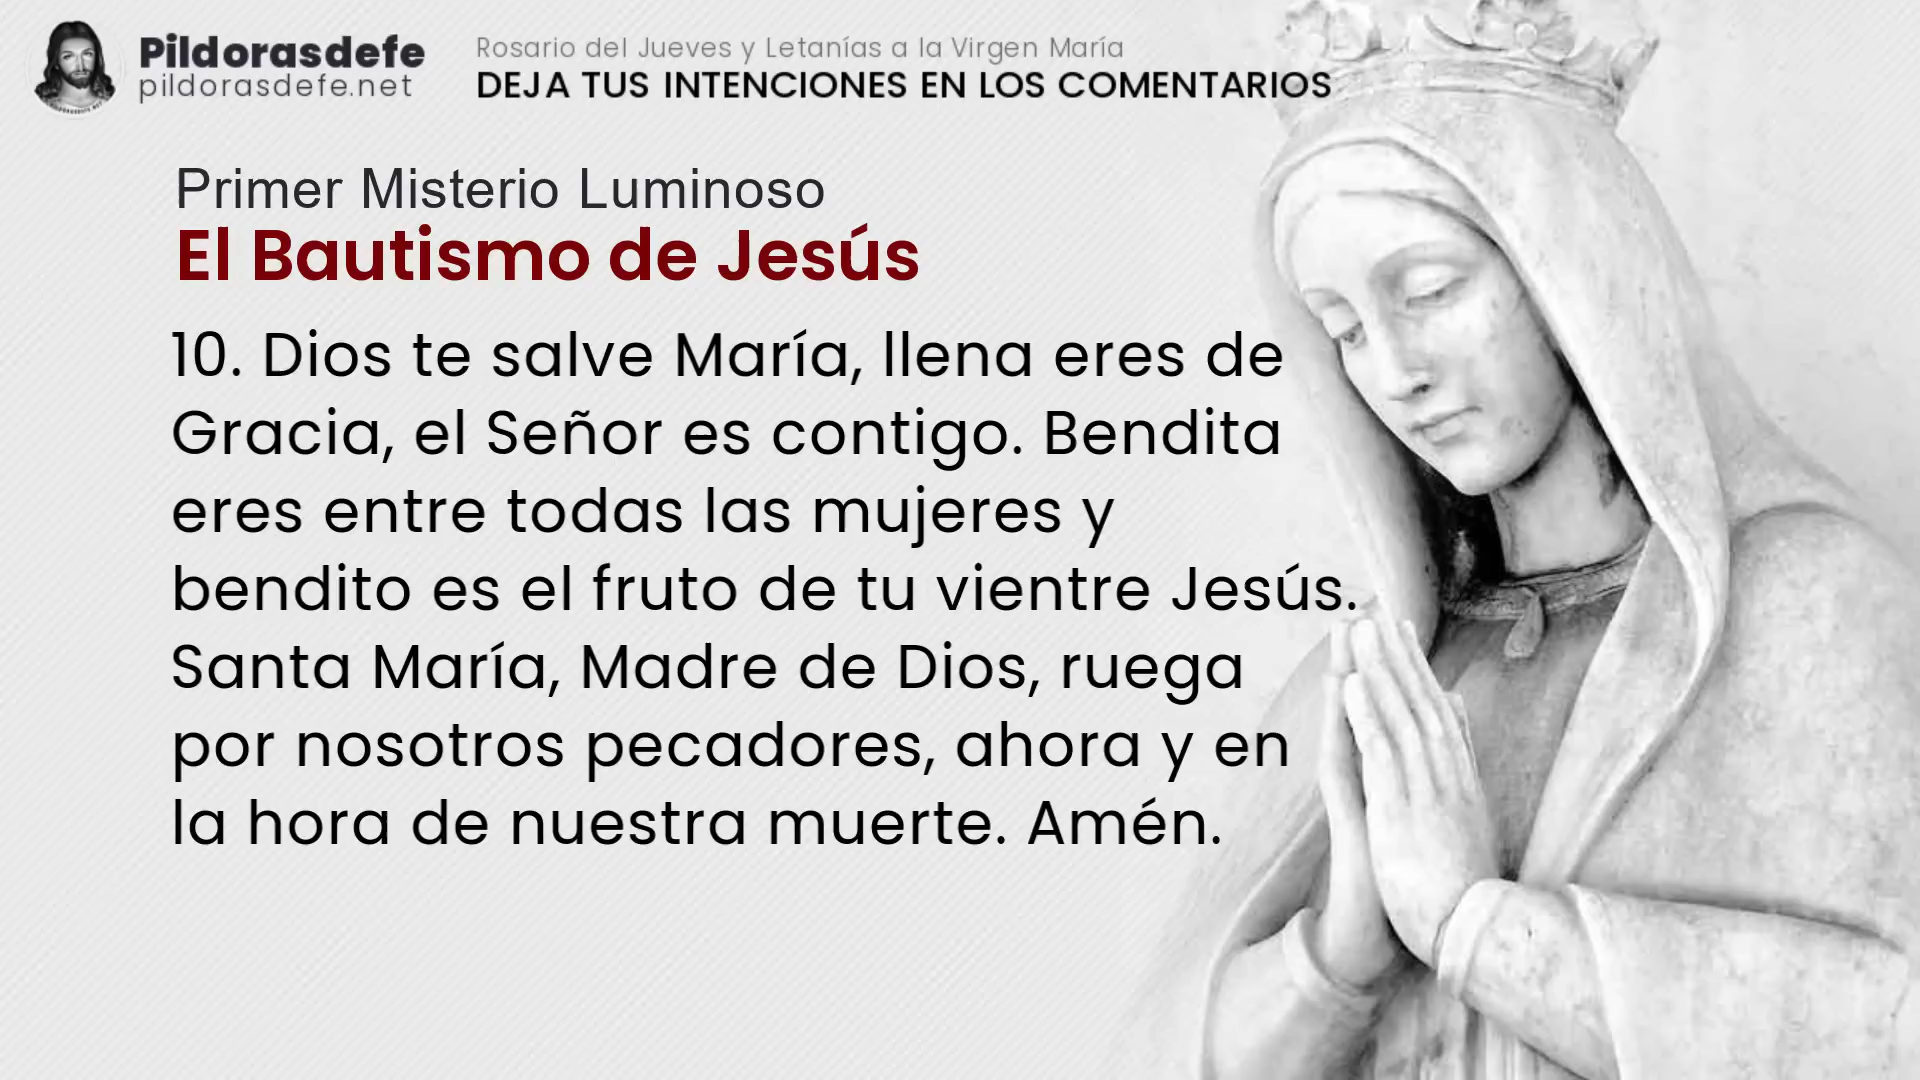 Pildorasdefe
pildorasdefe.net
Rosario del Jueves y Letanías a la Virgen María
DEJA TUS INTENCIONES EN LOS COMENTARIOS
Primer Misterio Luminoso
El Bautismo de Jesús
10. Dios te salve María, llena eres de
Gracia, el Señor es contigo. Bendita
eres entre todas las mujeres y
bendito es el fruto de tu vientre Jesús.
Santa María, Madre de Dios, ruega
por nosotros pecadores, ahora y en
la hora de nuestra muerte. Amén.